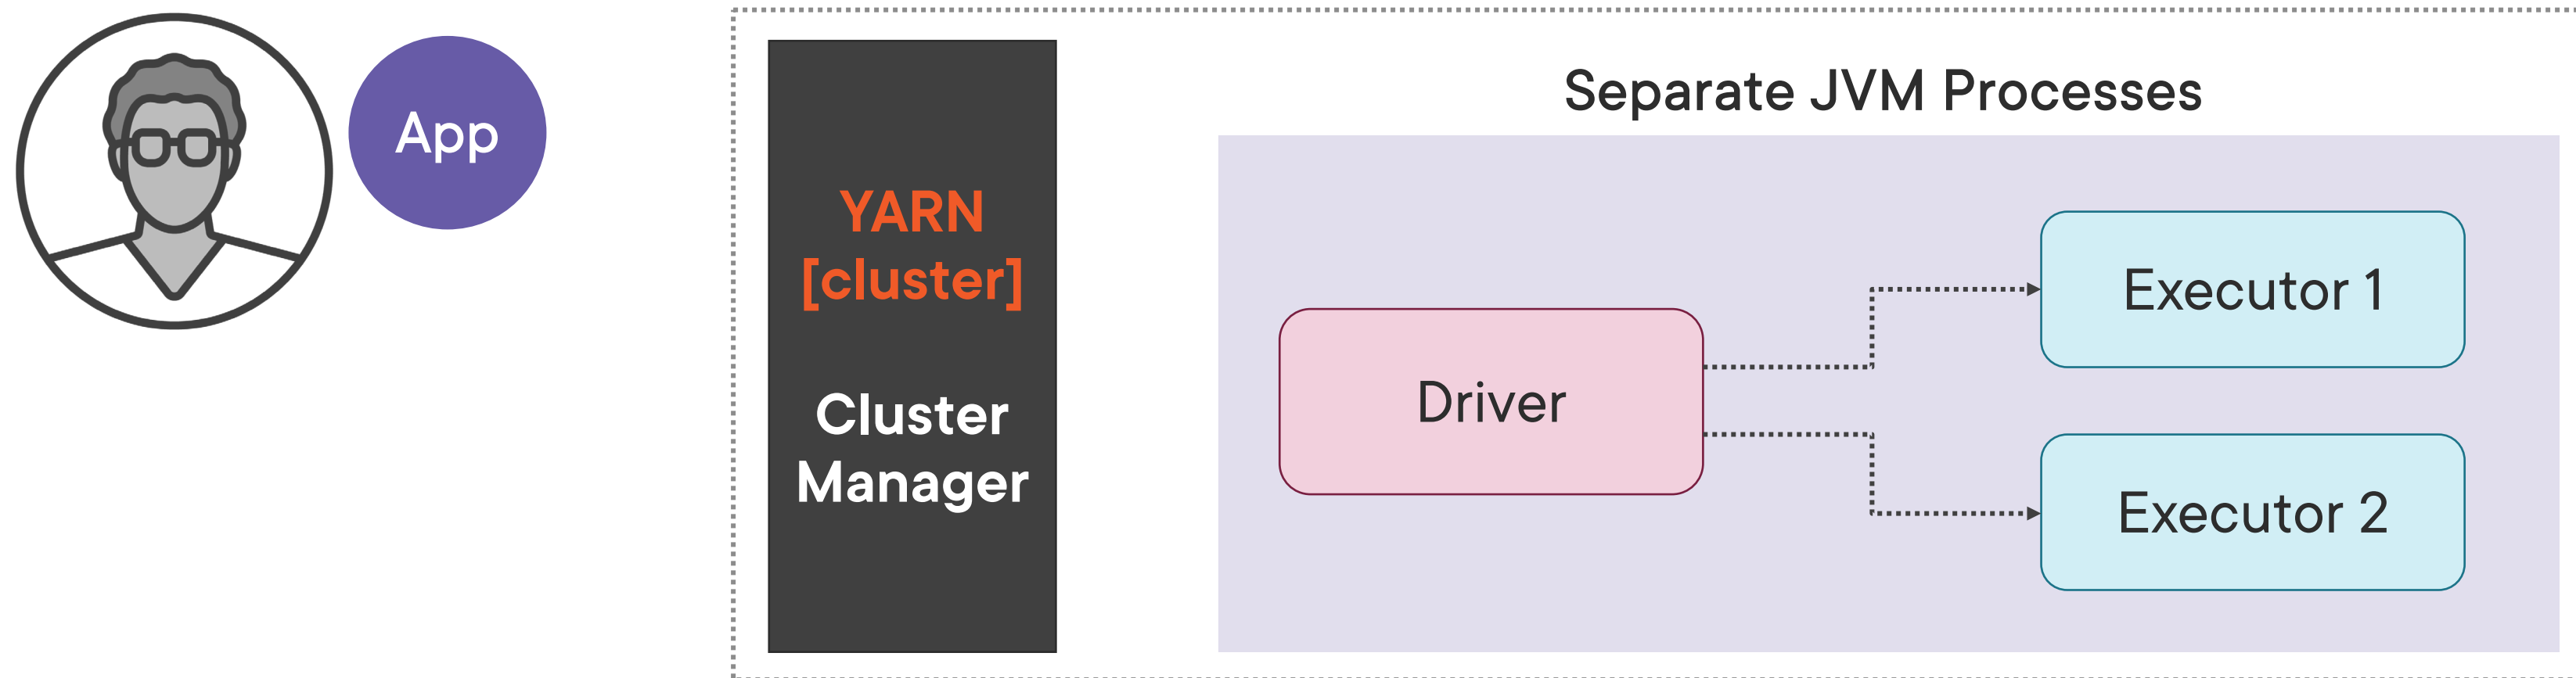 App
YARN
[cluster]
Cluster
Manager
Separate JVM Processes
Driver
Executor 1
Executor 2